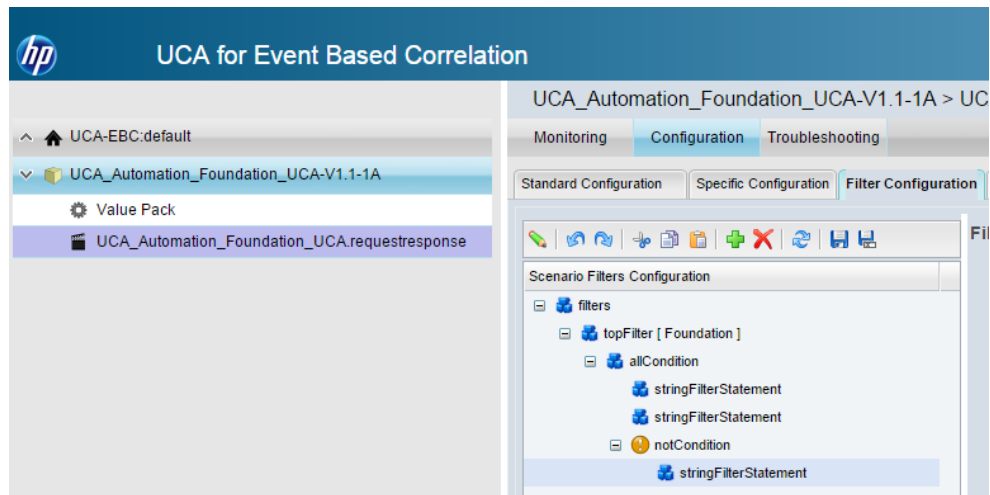 hp
UCA for Event Based Correlation
UCA-EBC:default
UCA_Automation_Foundation_UCA-V1.1-1A
Value Pack
UCA_Automation_Foundation_UCA.requestresponse
UCA_Automation_Foundation_UCA-V1.1-1A > UC
Monitoring Configuration Troubleshooting
Standard Configuration Specific Configuration Filter Configuration
Fil
Scenario Filters Configuration
filters
topFilter [ Foundation ]
allCondition
stringFilterStatement
stringFilterStatement
notCondition
stringFilterStatement